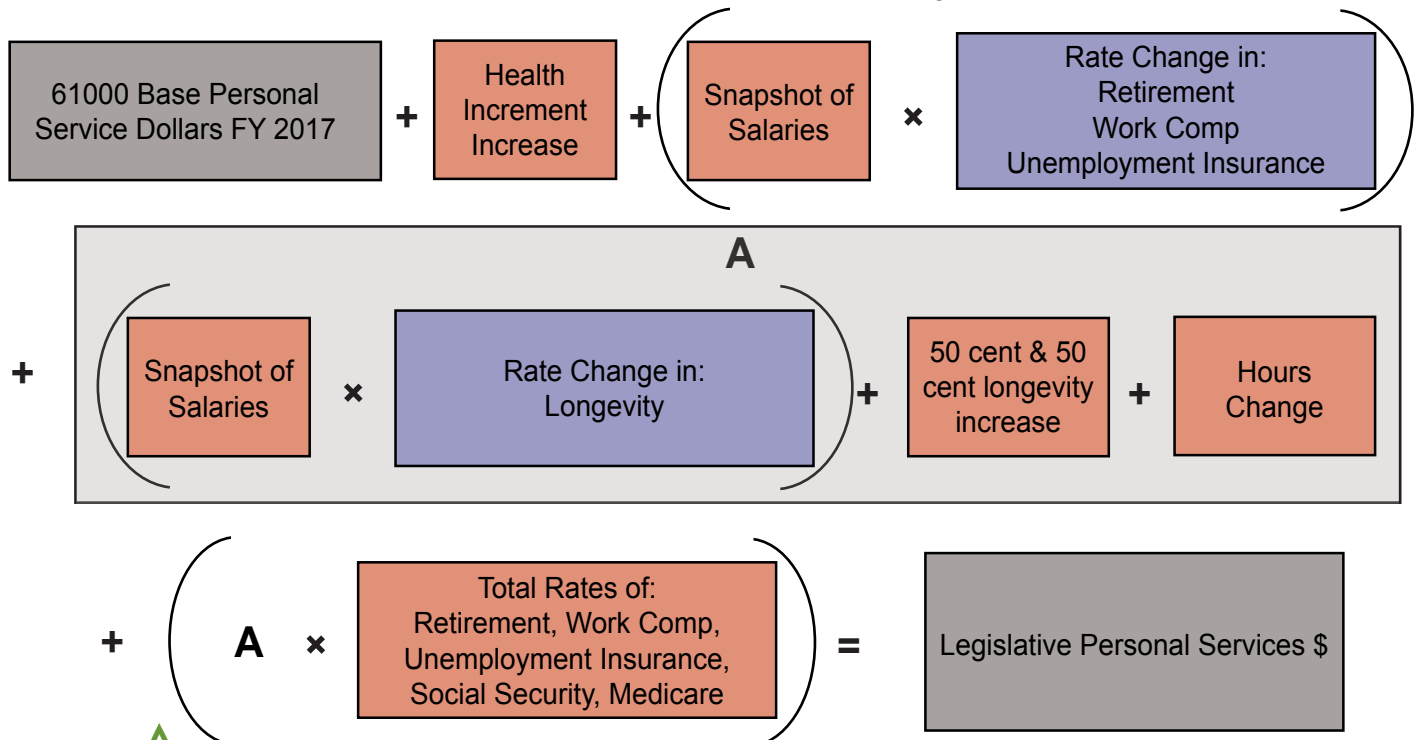 61000 Base Personal
Service Dollars FY 2017
+
Health
Increment
Increase
+
Snapshot of
Salaries
×
Rate Change in:
Retirement
Work Comp
Unemployment Insurance
A
+
Snapshot of
Salaries
×
Rate Change in:
Longevity
+
50 cent & 50
cent longevity
increase
+
Hours
Change
+
A
×
Total Rates of:
Retirement, Work Comp,
Unemployment Insurance,
Social Security, Medicare
=
Legislative Personal Services $